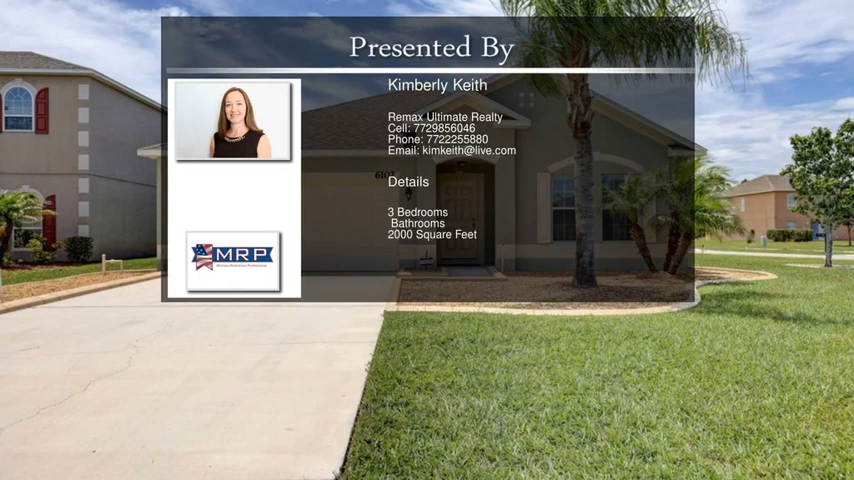 Presented By
Kimberly Keith
Remax Ultimate Realty
Cell: 7729856046
Phone: 7722255880
Email: kimkeith@live.com
Details
3 Bedrooms
Bathrooms
2000 Square Feet
MRP